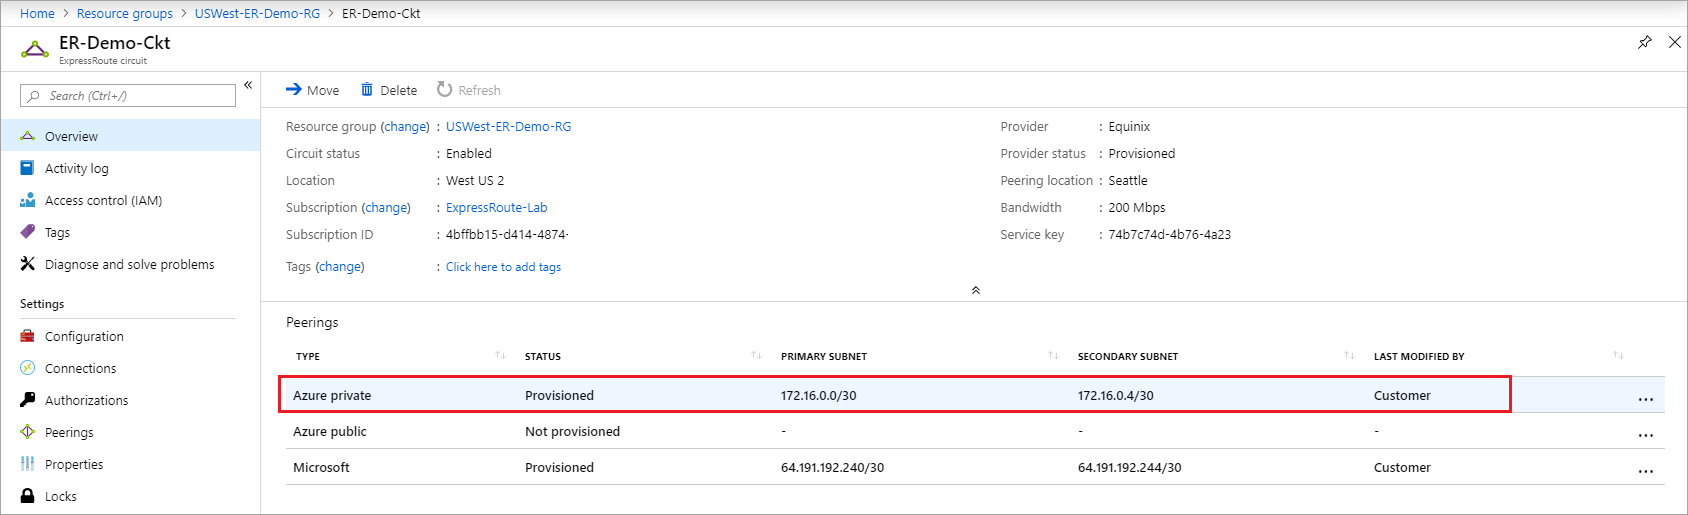 Home > Resource groups > USWest-ER-Demo-RG > ER-Demo-Ckt
ER-Demo-Ckt
ExpressRoute circuit
Search (Ctrl+/)
Overview
Activity log
Access control (IAM)
Tags
Diagnose and solve problems
Settings
Configuration
Connections
Authorizations
Peerings
Properties
Locks
Move Delete Refresh
Resource group (change) : USWest-ER-Demo-RG
Circuit status : Enabled
Location : West US 2
Subscription (change) : ExpressRoute-Lab
Subscription ID : 4bffbb15-d414-4874-
Tags (change) : Click here to add tags
Provider : Equinix
Provider status : Provisioned
Peering location : Seattle
Bandwidth : 200 Mbps
Service key : 74b7c74d-4b76-4a23
Peerings
TYPE STATUS PRIMARY SUBNET SECONDARY SUBNET LAST MODIFIED BY
Azure private Provisioned 172.16.0.0/30 172.16.0.4/30 Customer ...
Azure public Not provisioned - - - ...
Microsoft Provisioned 64.191.192.240/30 64.191.192.244/30 Customer ...